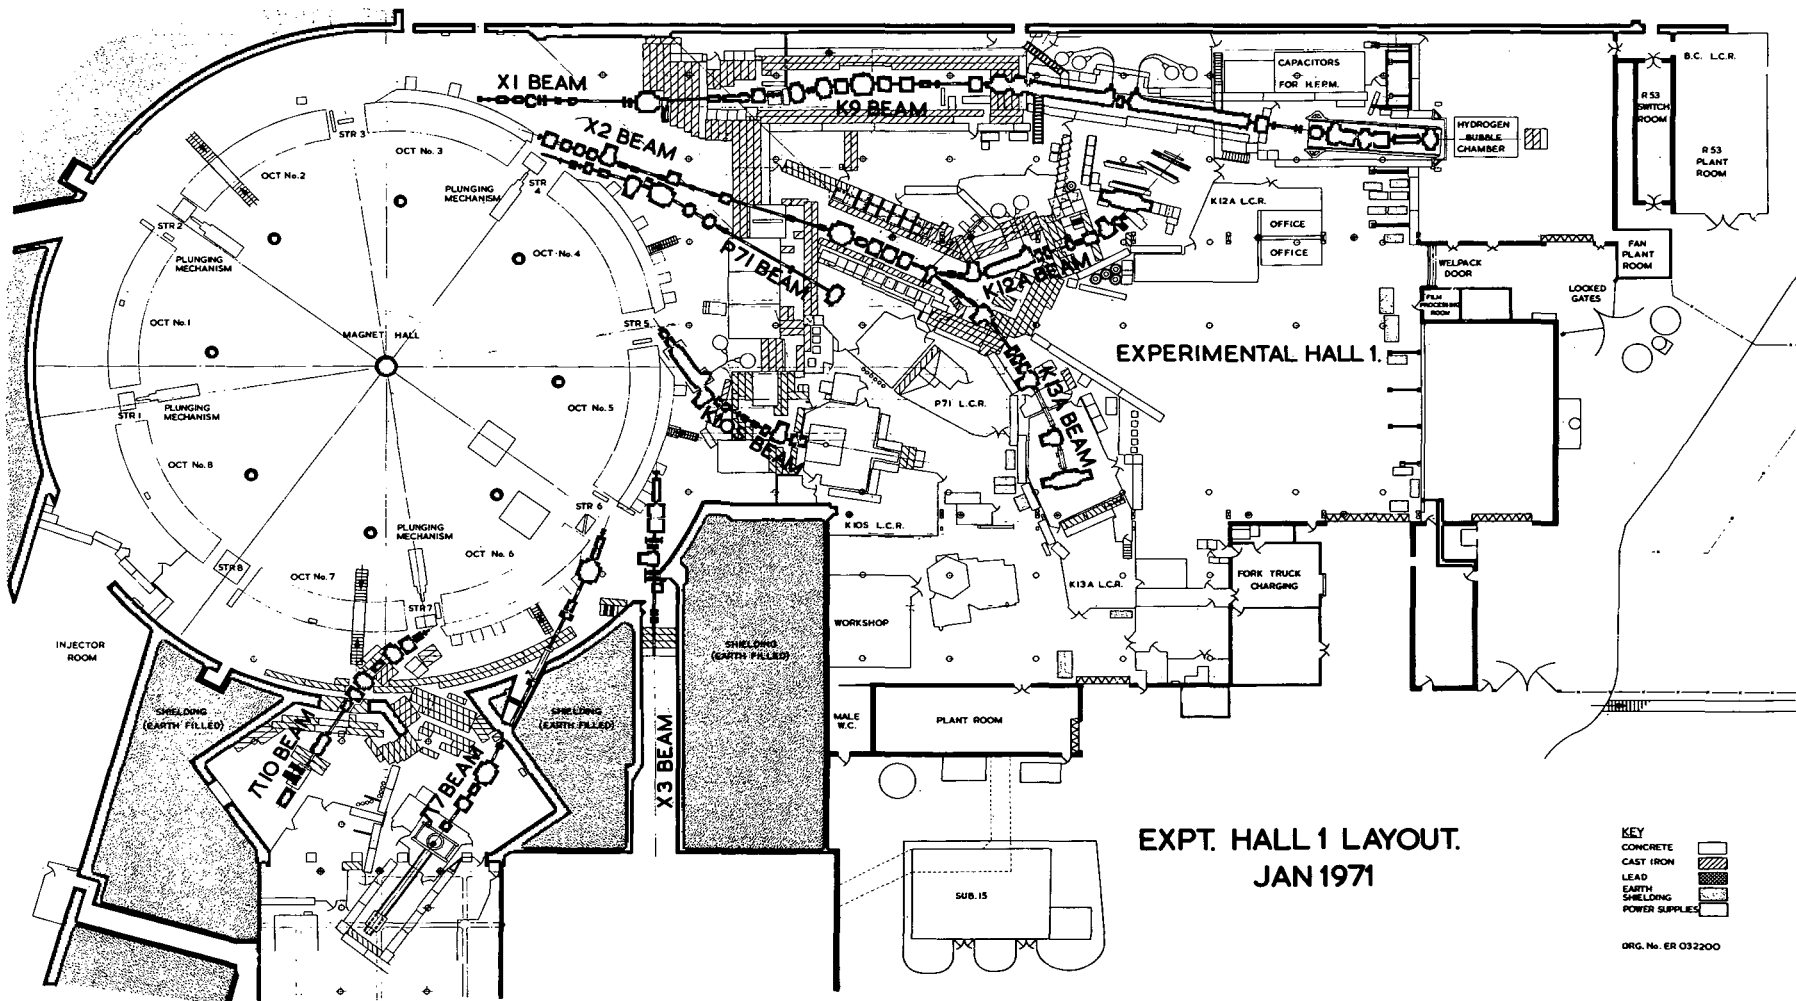 X1 BEAM
K9 BEAM
CAPACITORS
FOR H.F.P.M.
B.C. L.C.R.
R 53
SWITCH
ROOM
HYDROGEN
BUBBLE
CHAMBER
R 53
PLANT
ROOM
X2 BEAM
STR 3
OCT No. 3
OCT No. 2
PLUNGING
MECHANISM
STR
4
K12A L.C.R.
OFFICE
OFFICE
STR 2
PLUNGING
MECHANISM
OCT No. 4
P 71 BEAM
K12A BEAM
WELPACK
DOOR
FAN
PLANT
ROOM
LOCKED
GATES
FILM
PROCESSING
ROOM
OCT No. 1
MAGNET HALL
STR 5
EXPERIMENTAL HALL 1.
STR 1
PLUNGING
MECHANISM
OCT No. 5
K10S BEAM
P71 L.C.R.
K13A BEAM
OCT No. 8
STR 6
K10S L.C.R.
PLUNGING
MECHANISM
OCT No. 6
STR 8
OCT No. 7
STR 7
K13A L.C.R.
FORK TRUCK
CHARGING
INJECTOR
ROOM
WORKSHOP
SHIELDING
(EARTH FILLED)
SHIELDING
(EARTH FILLED)
SHIELDING
(EARTH FILLED)
MALE
W.C.
PLANT ROOM
π10 BEAM
π7 BEAM
X3 BEAM
SUB. 15
EXPT. HALL 1 LAYOUT.
JAN 1971
KEY
CONCRETE
CAST IRON
LEAD
EARTH
SHIELDING
POWER SUPPLIES
DRG. No. ER 032200